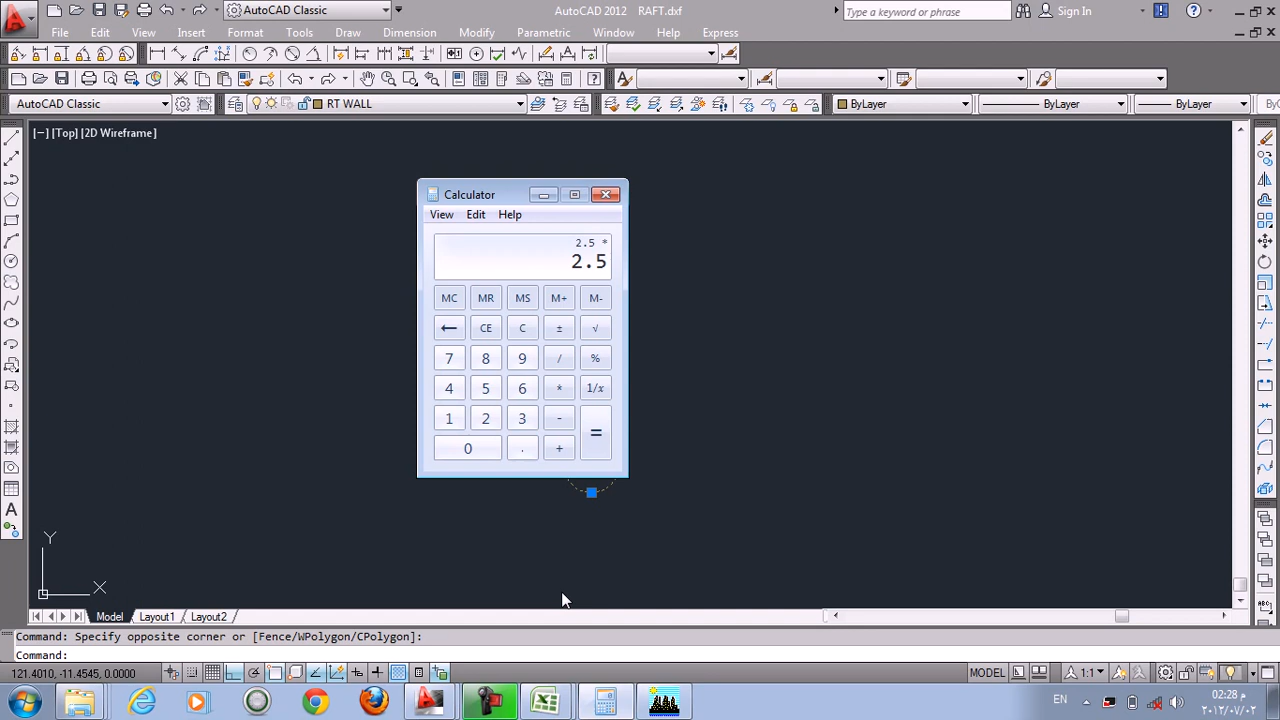 AutoCAD Classic
AutoCAD 2012 RAFT.dxf
Type a keyword or phrase
Sign In
File Edit View Insert Format Tools Draw Dimension Modify Parametric Window Help Express
AutoCAD Classic
RT WALL
ByLayer
ByLayer
ByLayer
[−] [Top] [2D Wireframe]
Calculator
View Edit Help
2.5 *
2.5
MC MR MS M+ M-
← CE C ± √
7 8 9 / %
4 5 6 * 1/x
1 2 3 - =
0 . +
Y
X
Model Layout1 Layout2
Command: Specify opposite corner or [Fence/WPolygon/CPolygon]:
Command:
121.4010, -11.4545, 0.0000
MODEL
1:1
EN
02:28 م
٢٠١٢/٠٧/٠٢